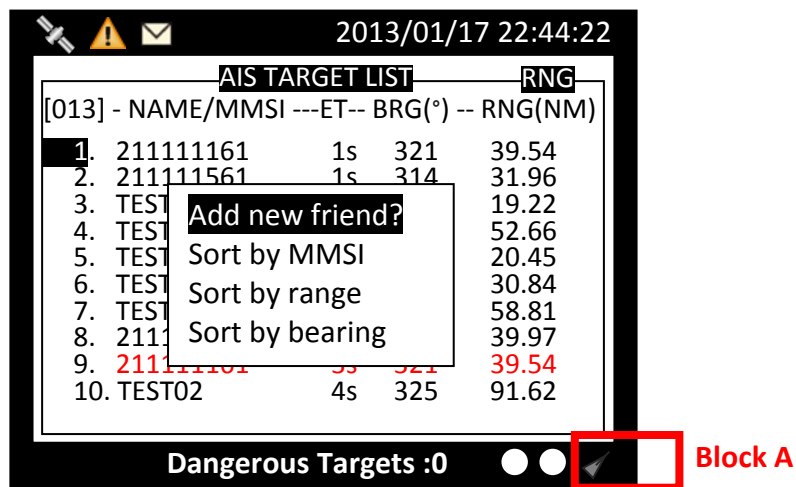 2013/01/17 22:44:22
AIS TARGET LIST RNG
[013] - NAME/MMSI ---ET-- BRG(°) -- RNG(NM)
1. 211111161 1s 321 39.54
2. 211111561 1s 314 31.96
3. TEST 19.22
4. TEST 52.66
5. TEST 20.45
6. TEST 30.84
7. TEST 58.81
8. 2111 39.97
9. 211111161 3s 321 39.54
10. TEST02 4s 325 91.62
Add new friend?
Sort by MMSI
Sort by range
Sort by bearing
Dangerous Targets :0
Block A